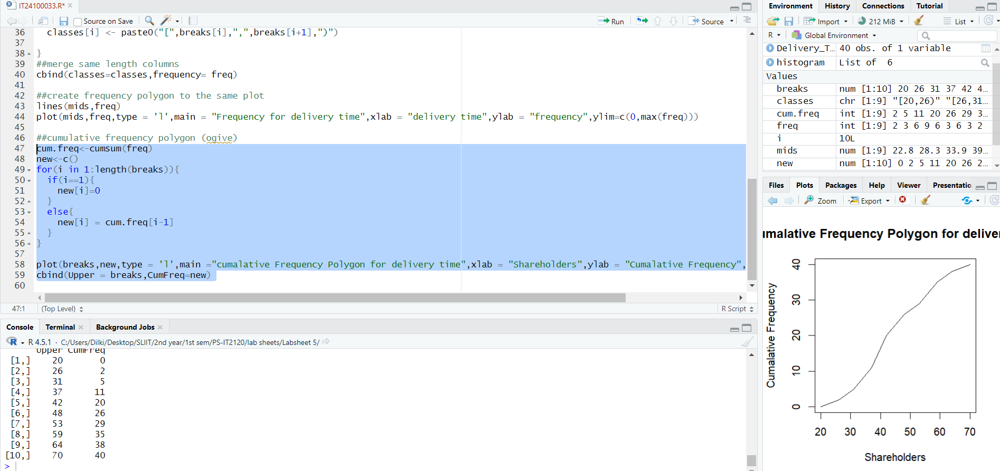 IT24100033.R*
Source on Save
Run
Source
36 classes[i] <- paste0("[",breaks[i],",",breaks[i+1],")")
37
38 }
39 ##merge same length columns
40 cbind(classes=classes,frequency= freq)
41
42 ##create frequency polygon to the same plot
43 lines(mids,freq)
44 plot(mids,freq,type = 'l',main = "Frequency for delivery time",xlab = "delivery time",ylab = "frequency",ylim=c(0,max(freq)))
45
46 ##cumulative frequency polygon (ogive)
47 cum.freq<-cumsum(freq)
48 new<-c()
49 for(i in 1:length(breaks)){
50 if(i==1){
51 new[i]=0
52 }
53 else{
54 new[i] = cum.freq[i-1]
55 }
56 }
57
58 plot(breaks,new,type = 'l',main ="cumalative Frequency Polygon for delivery time",xlab = "Shareholders",ylab = "Cumalative Frequency",
59 cbind(Upper = breaks,CumFreq=new)
60
47:1 (Top Level) R Script
Console Terminal Background Jobs
R 4.5.1 · C:/Users/Dilki/Desktop/SLIIT/2nd year/1st sem/PS-IT2120/lab sheets/Labsheet 5/
Upper CumFreq
[1,] 20 0
[2,] 26 2
[3,] 31 5
[4,] 37 11
[5,] 42 20
[6,] 48 26
[7,] 53 29
[8,] 59 35
[9,] 64 38
[10,] 70 40
>
Environment History Connections Tutorial
Import 212 MiB List
R Global Environment
Delivery_T... 40 obs. of 1 variable
histogram List of 6
Values
breaks num [1:10] 20 26 31 37 42 4...
classes chr [1:9] "[20,26)" "[26,31...
cum.freq int [1:9] 2 5 11 20 26 29 3...
freq int [1:9] 2 3 6 9 6 3 6 3 2
i 10L
mids num [1:9] 22.8 28.3 33.9 39...
new num [1:10] 0 2 5 11 20 26 2...
Files Plots Packages Help Viewer Presentatio
Zoom Export
umalative Frequency Polygon for deliver
Cumalative Frequency
40
30
20
10
0
20 30 40 50 60 70
Shareholders